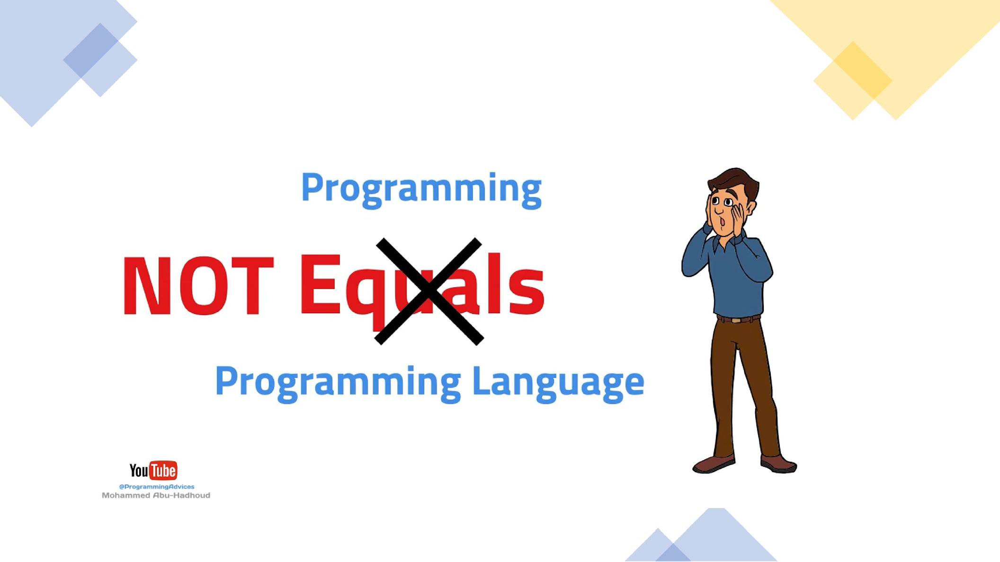 Programming
NOT Equals
Programming Language
YouTube
@ProgrammingAdvices
Mohammed Abu-Hadhoud